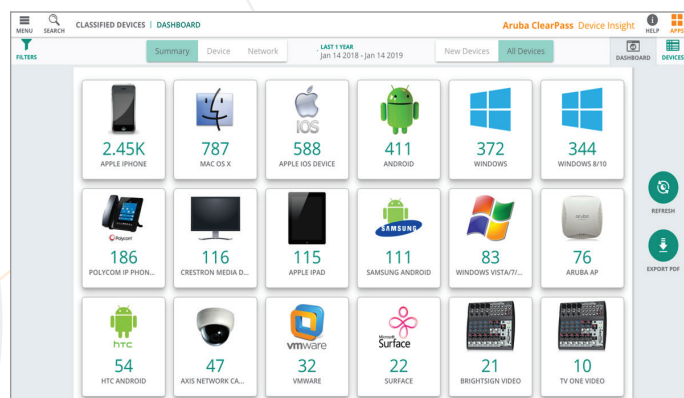 MENU
SEARCH
CLASSIFIED DEVICES | DASHBOARD
Aruba ClearPass Device Insight
HELP
APPS
FILTERS
Summary
Device
Network
LAST 1 YEAR
Jan 14 2018 - Jan 14 2019
New Devices
All Devices
DASHBOARD
DEVICES
iOS
2.45K
787
588
411
372
344
APPLE IPHONE
MAC OS X
APPLE IOS DEVICE
ANDROID
WINDOWS
WINDOWS 8/10
REFRESH
Polycom
SAMSUNG
aruba
186
116
115
111
83
76
POLYCOM IP PHON...
CRESTRON MEDIA D...
APPLE IPAD
SAMSUNG ANDROID
WINDOWS VISTA/7/...
ARUBA AP
EXPORT PDF
hTC
vmware
Microsoft
Surface
54
47
32
22
21
10
HTC ANDROID
AXIS NETWORK CA...
VMWARE
SURFACE
BRIGHTSIGN VIDEO
TV ONE VIDEO